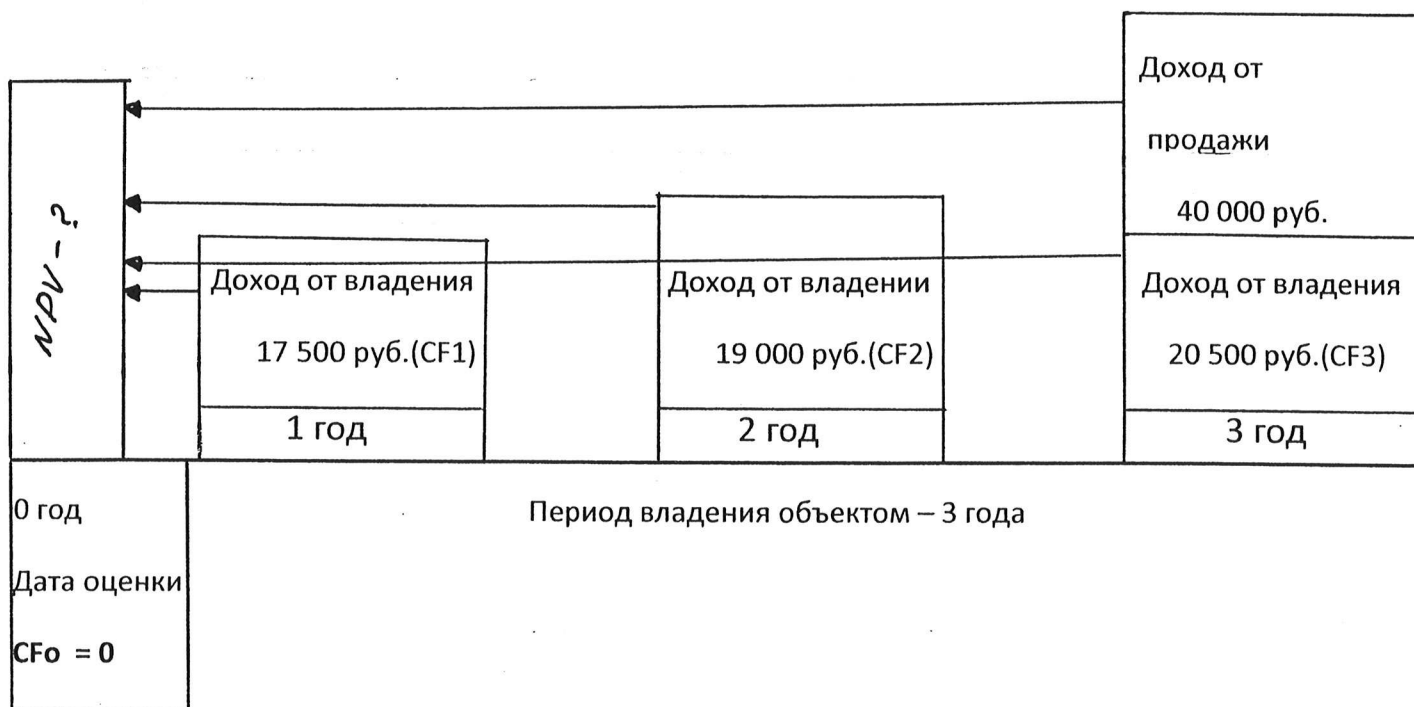 Доход от
продажи
40 000 руб.
NPV - ?
Доход от владения
17 500 руб.(CF1)
1 год
Доход от владении
19 000 руб.(CF2)
2 год
Доход от владения
20 500 руб.(CF3)
3 год
0 год
Дата оценки
CFo = 0
Период владения объектом – 3 года